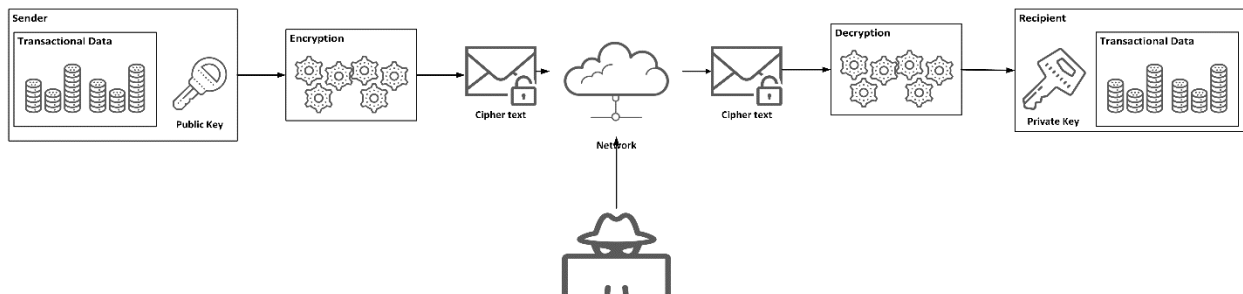 Sender
Transactional Data
Public Key
Encryption
Cipher text
Network
Cipher text
Decryption
Recipient
Private Key
Transactional Data